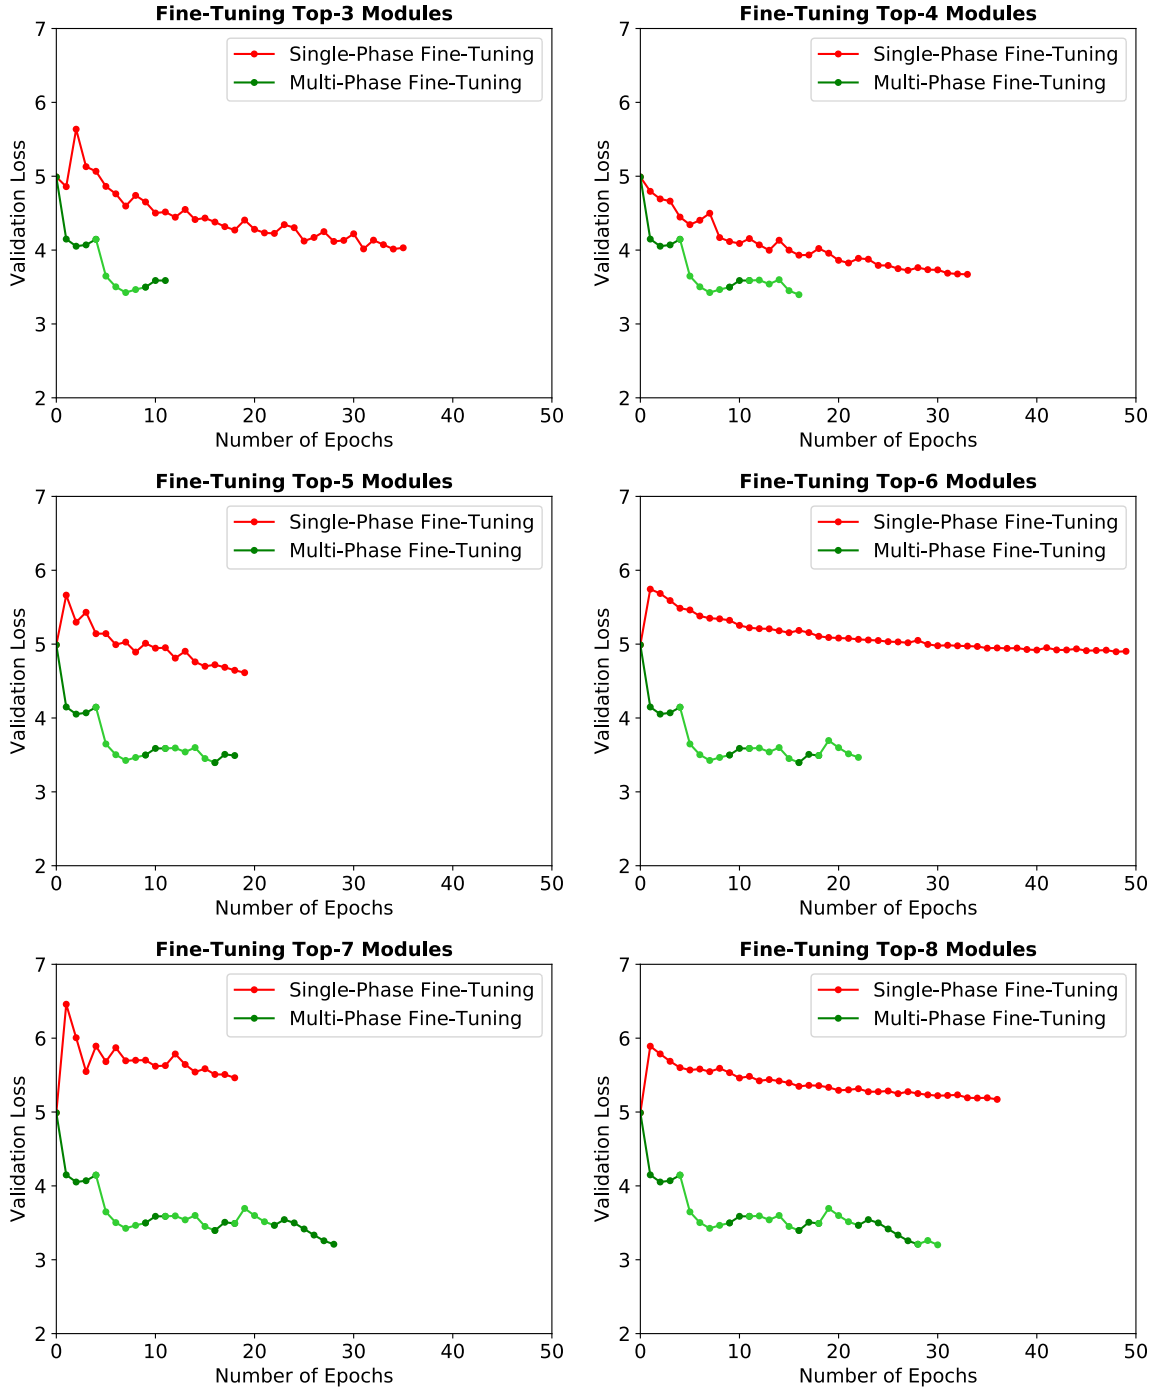 Fine-Tuning Top-3 Modules
7
6
5
4
3
2
Validation Loss
Single-Phase Fine-Tuning
Multi-Phase Fine-Tuning
0 10 20 30 40 50
Number of Epochs
Fine-Tuning Top-4 Modules
7
6
5
4
3
2
Validation Loss
Single-Phase Fine-Tuning
Multi-Phase Fine-Tuning
0 10 20 30 40 50
Number of Epochs
Fine-Tuning Top-5 Modules
7
6
5
4
3
2
Validation Loss
Single-Phase Fine-Tuning
Multi-Phase Fine-Tuning
0 10 20 30 40 50
Number of Epochs
Fine-Tuning Top-6 Modules
7
6
5
4
3
2
Validation Loss
Single-Phase Fine-Tuning
Multi-Phase Fine-Tuning
0 10 20 30 40 50
Number of Epochs
Fine-Tuning Top-7 Modules
7
6
5
4
3
2
Validation Loss
Single-Phase Fine-Tuning
Multi-Phase Fine-Tuning
0 10 20 30 40 50
Number of Epochs
Fine-Tuning Top-8 Modules
7
6
5
4
3
2
Validation Loss
Single-Phase Fine-Tuning
Multi-Phase Fine-Tuning
0 10 20 30 40 50
Number of Epochs